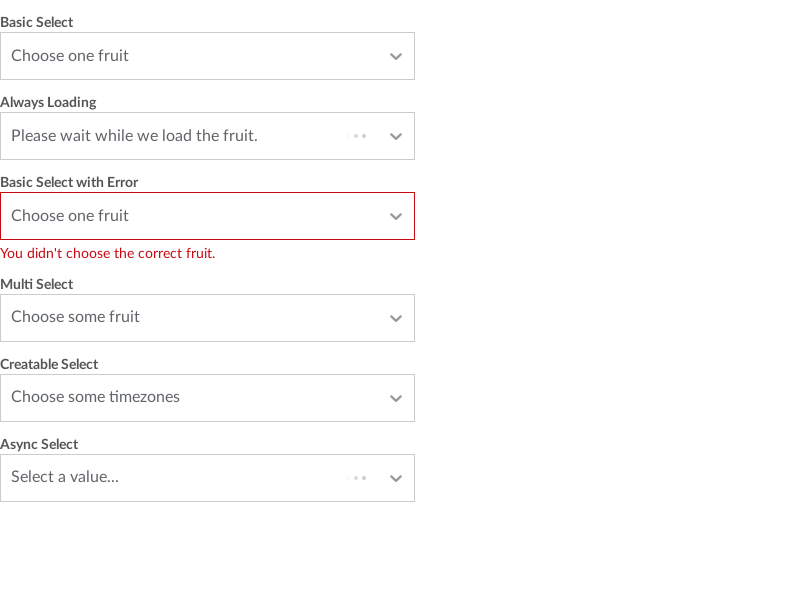 Basic Select
Choose one fruit
Always Loading
Please wait while we load the fruit.
Basic Select with Error
Choose one fruit
You didn't choose the correct fruit.
Multi Select
Choose some fruit
Creatable Select
Choose some timezones
Async Select
Select a value...